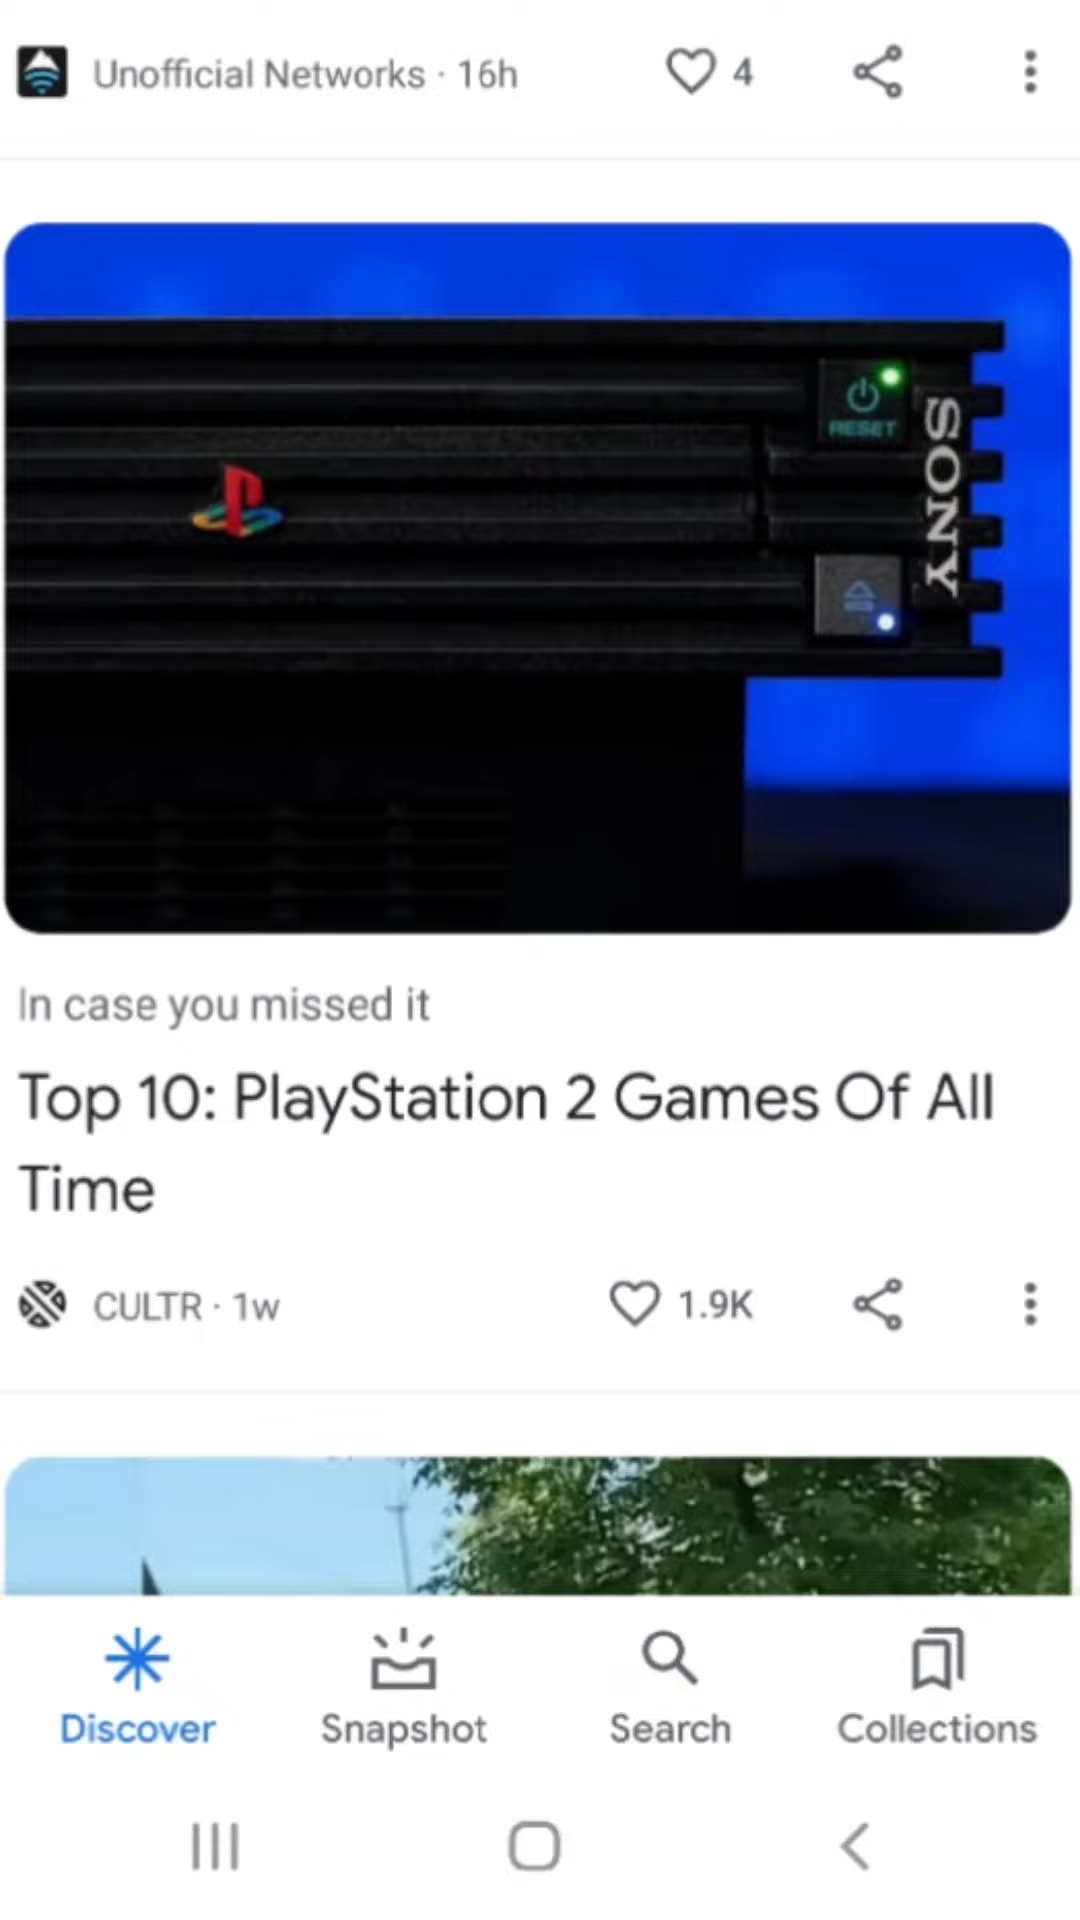 Unofficial Networks · 16h
4
RESET
SONY
In case you missed it
Top 10: PlayStation 2 Games Of All
Time
CULTR · 1w
1.9K
Discover
Snapshot
Search
Collections